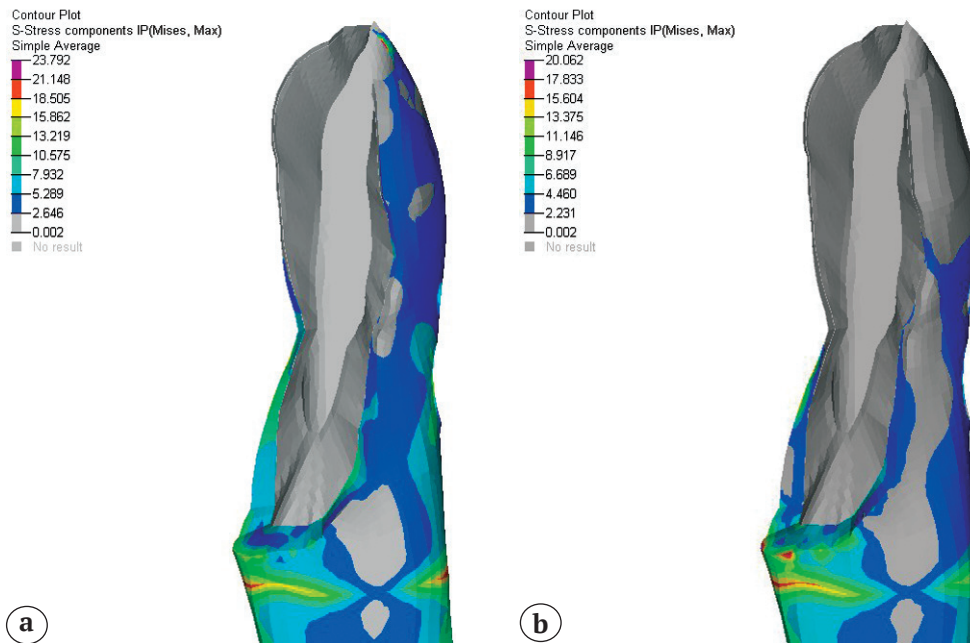 Contour Plot
S-Stress components IP(Mises, Max)
Simple Average
23.792
21.148
18.505
15.862
13.219
10.575
7.932
5.289
2.646
0.002
No result
a
Contour Plot
S-Stress components IP(Mises, Max)
Simple Average
20.062
17.833
15.604
13.375
11.146
8.917
6.689
4.460
2.231
0.002
No result
b